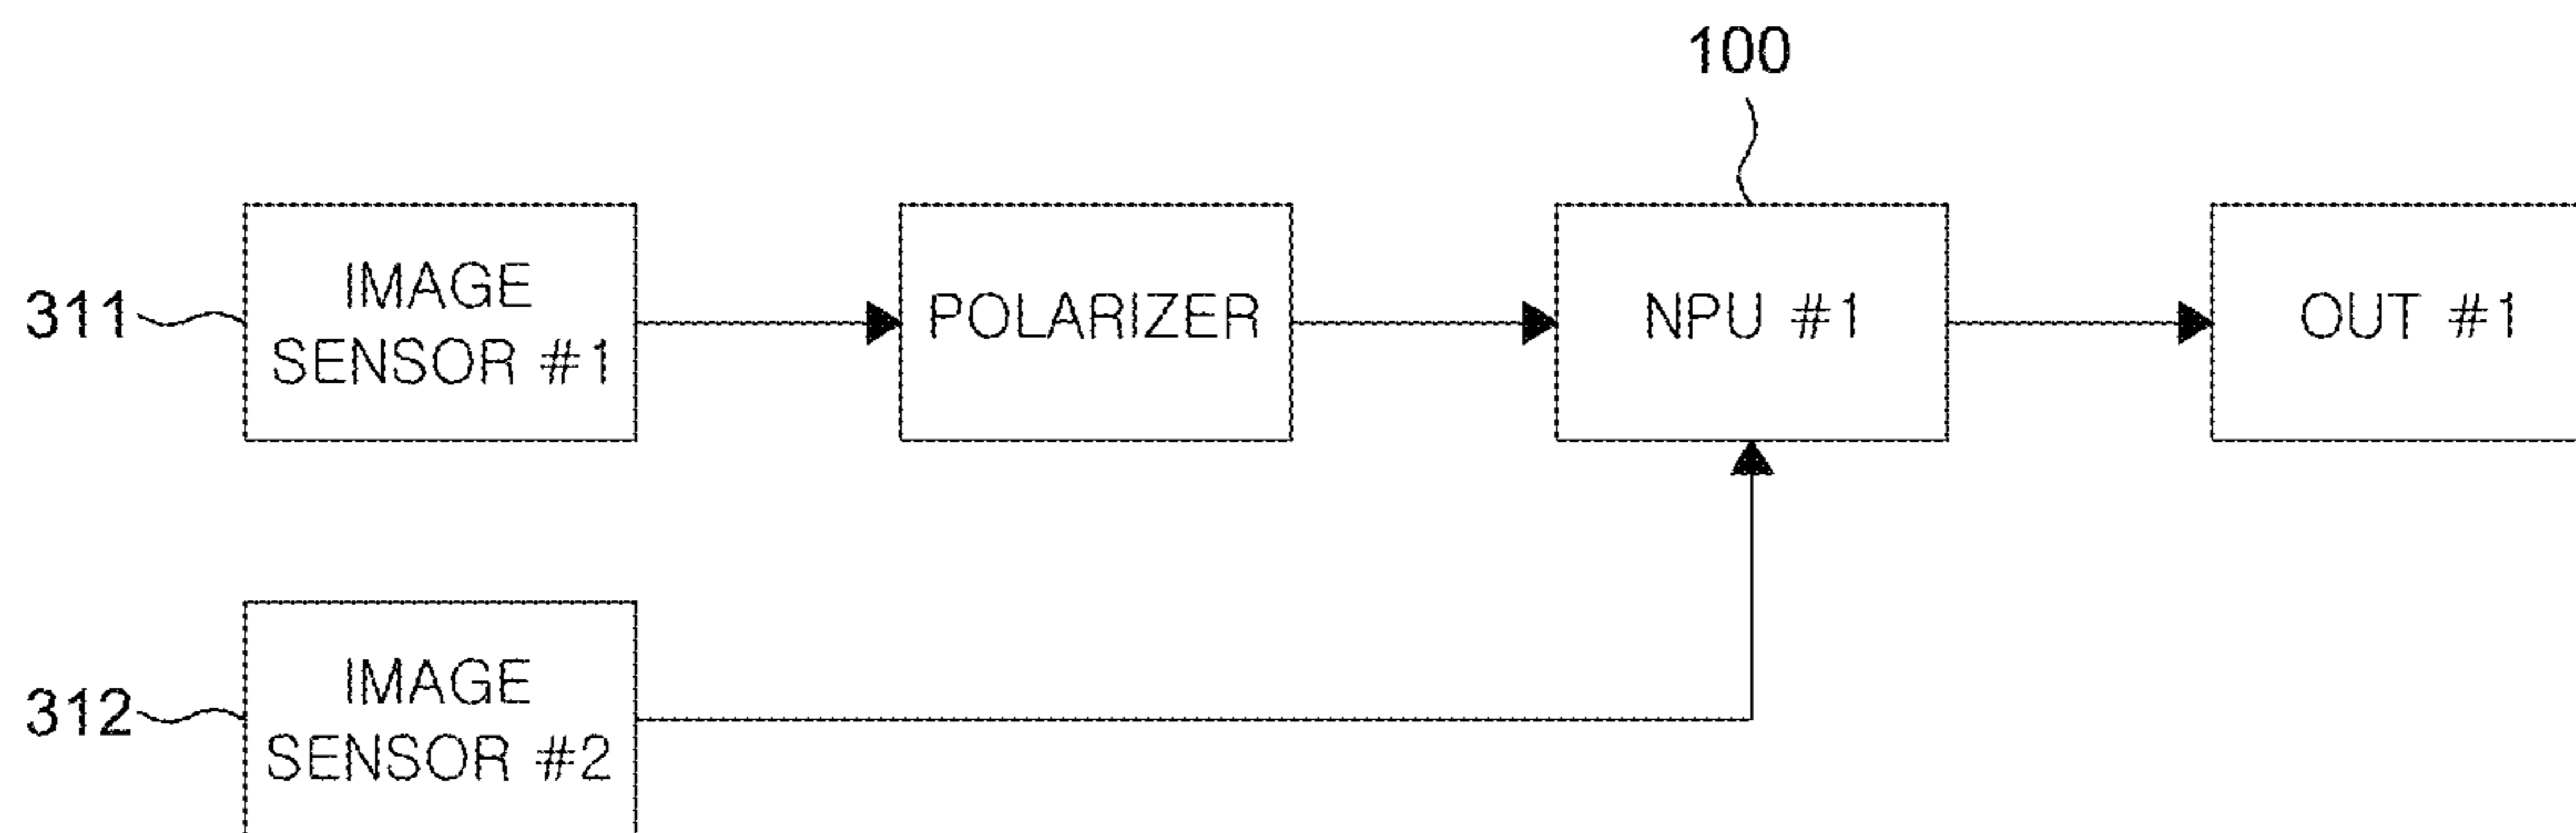 100
311
IMAGE
SENSOR #1
POLARIZER
NPU #1
OUT #1
312
IMAGE
SENSOR #2